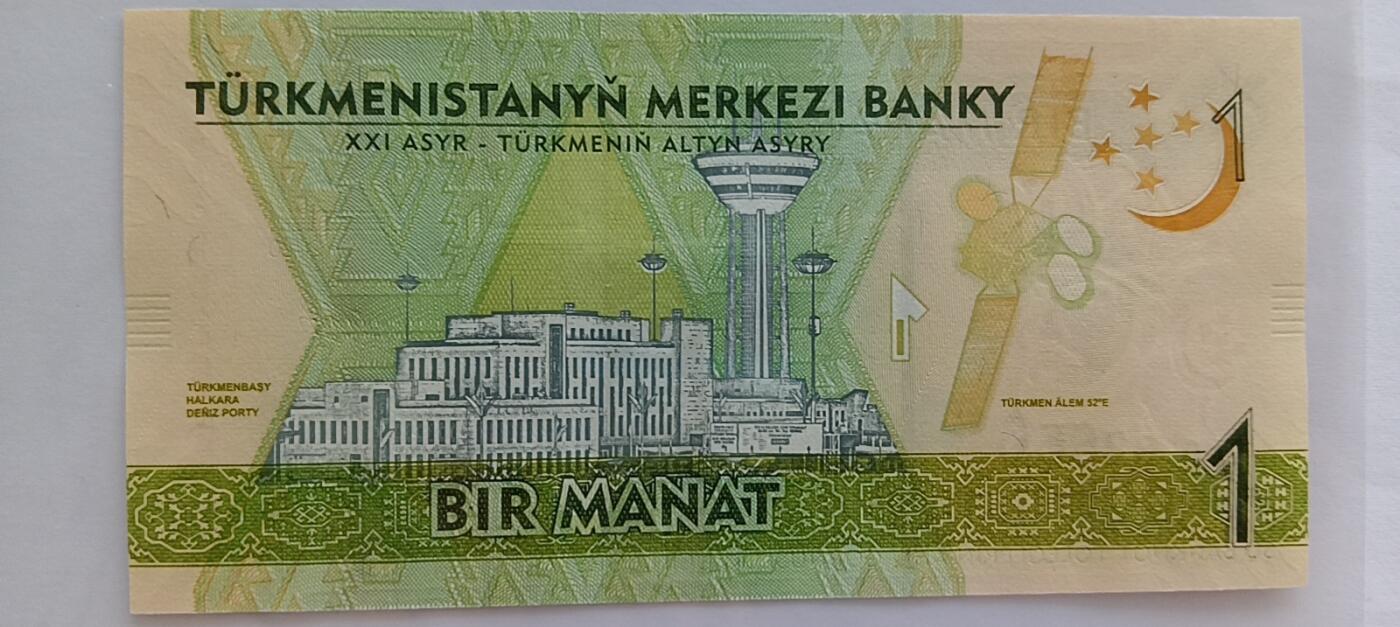 TÜRKMENISTANYŇ MERKEZI BANKY
XXI ASYR - TÜRKMENIŇ ALTYN ASYRY
1
1
TÜRKMENBAŞY
HALKARA
DEŇIZ PORTY
TÜRKMEN ÄLEM 52°E
BIR MANAT
1